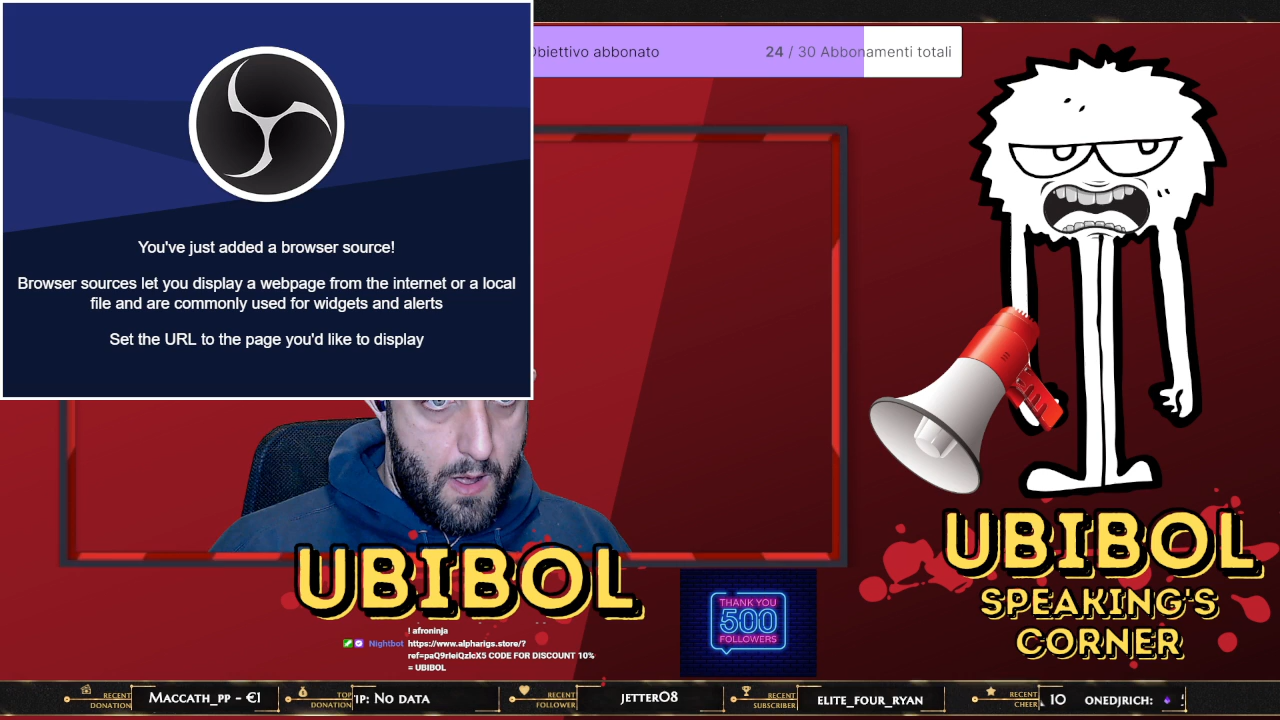 You've just added a browser source!
Browser sources let you display a webpage from the internet or a local
file and are commonly used for widgets and alerts
Set the URL to the page you'd like to display
Obiettivo abbonato
24 / 30 Abbonamenti totali
UBIBOL
SPEAKING'S
CORNER
UBIBOL
THANK YOU
500
FOLLOWERS
! afroninja
Nightbot https://www.alpharigs.store/?
CODE FOR DISCOUNT 10%
= UBIBOL
RECENT DONATION Maccath_pp - €1
TOP DONATION IP: No data
RECENT FOLLOWER jetter08
RECENT SUBSCRIBER elite_four_ryan
RECENT CHEER 10 onedjrich: